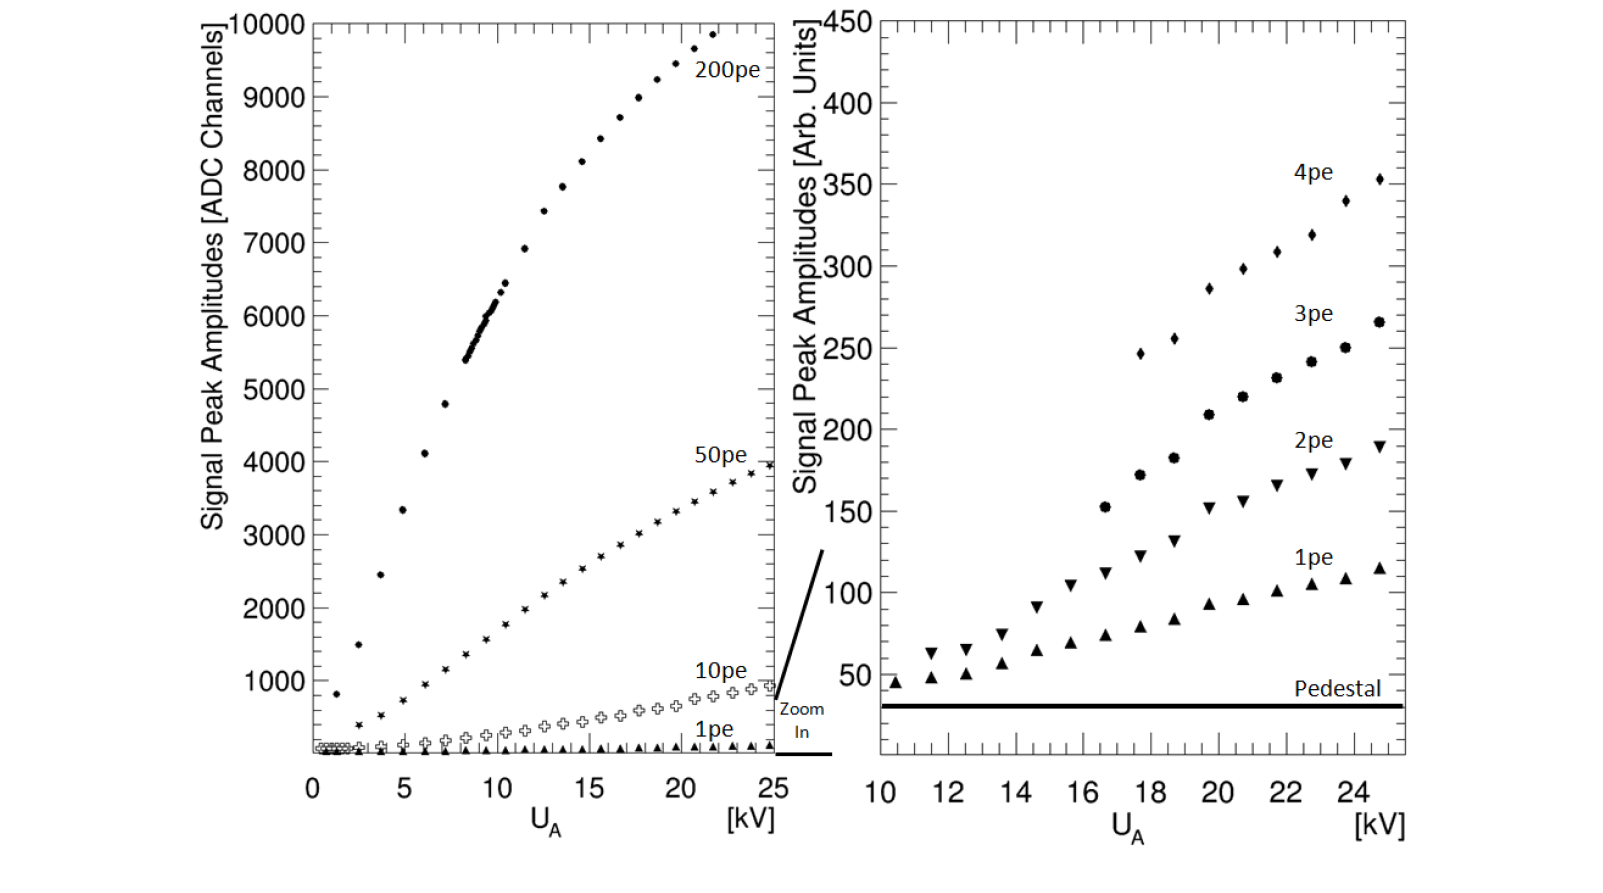 Signal Peak Amplitudes [ADC Channels]
10000
9000
8000
7000
6000
5000
4000
3000
2000
1000
200pe
50pe
10pe
1pe
0 5 10 15 20 25
U_A [kV]
Zoom
In
Signal Peak Amplitudes [Arb. Units]
450
400
350
300
250
200
150
100
50
4pe
3pe
2pe
1pe
Pedestal
10 12 14 16 18 20 22 24
U_A [kV]